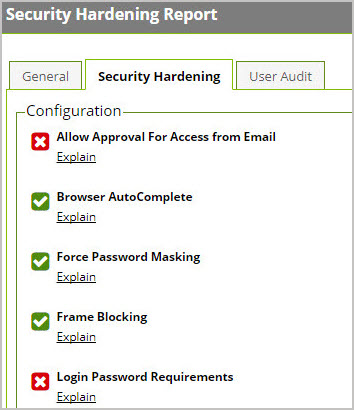 Security Hardening Report
General Security Hardening User Audit
Configuration
Allow Approval For Access from Email
Explain
Browser AutoComplete
Explain
Force Password Masking
Explain
Frame Blocking
Explain
Login Password Requirements
Explain